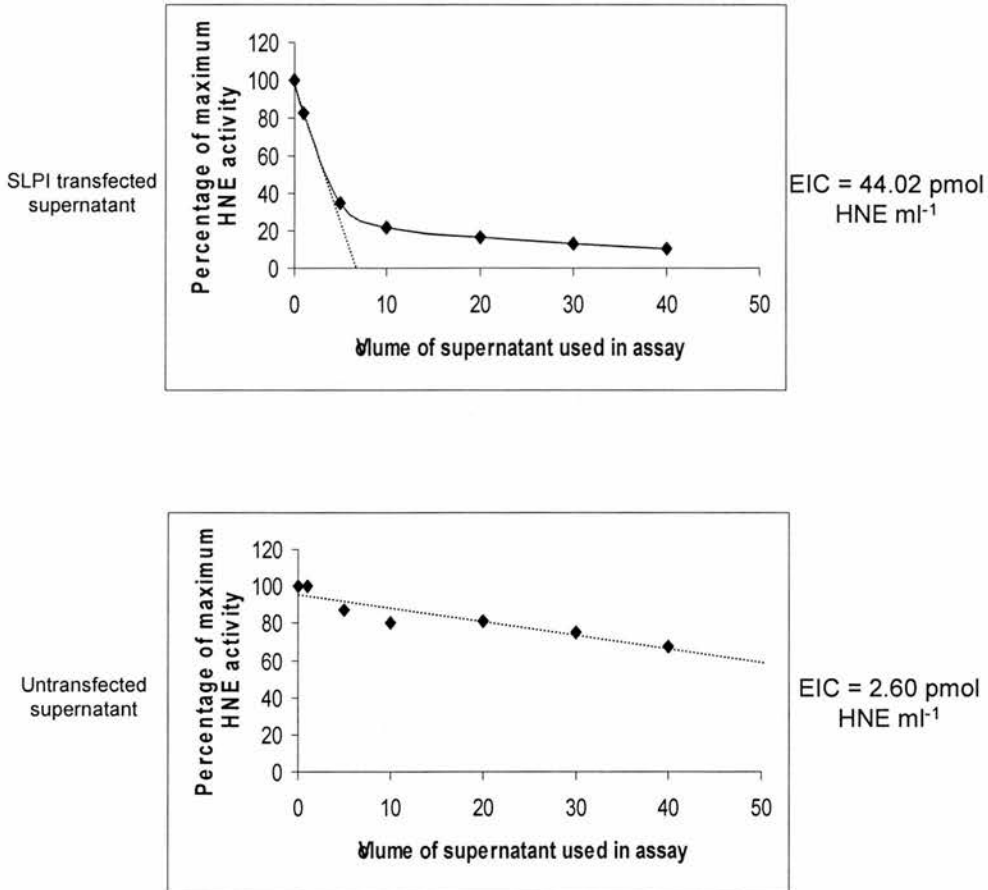 SLPI transfected
supernatant
Percentage of maximum
HNE activity
120
100
80
60
40
20
0
0
10
20
30
40
50
of supernatant used in assay
EIC = 44.02 pmol
HNE ml⁻¹
Untransfected
supernatant
Percentage of maximum
HNE activity
120
100
80
60
40
20
0
0
10
20
30
40
50
of supernatant used in assay
EIC = 2.60 pmol
HNE ml⁻¹